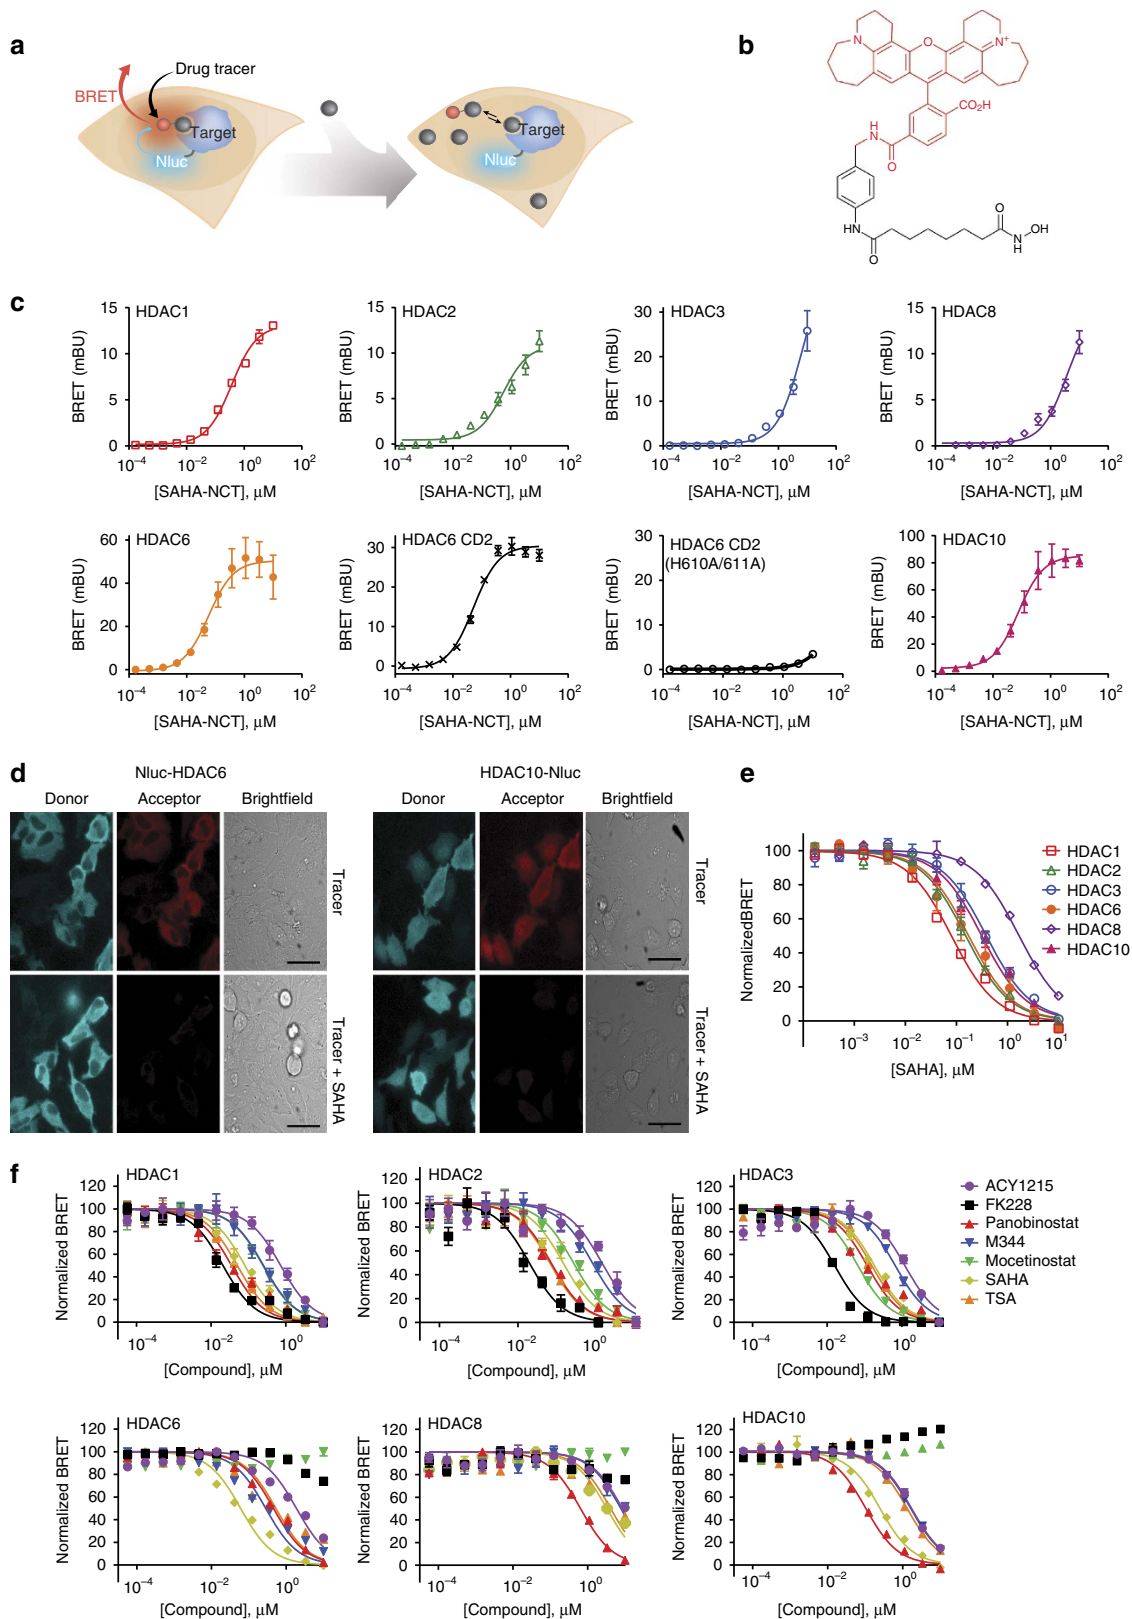 a
Drug tracer
BRET
Target
Nluc
Target
Nluc
b
N
O
N+
CO2H
NH
O
HN
O
O
N
H
OH
c
HDAC1
15
10
5
0
BRET (mBU)
10−4 10−2 100 102
[SAHA-NCT], μM
HDAC2
15
10
5
0
BRET (mBU)
10−4 10−2 100 102
[SAHA-NCT], μM
HDAC3
30
20
10
0
BRET (mBU)
10−4 10−2 100 102
[SAHA-NCT], μM
HDAC8
15
10
5
0
BRET (mBU)
10−4 10−2 100 102
[SAHA-NCT], μM
HDAC6
60
40
20
0
BRET (mBU)
10−4 10−2 100 102
[SAHA-NCT], μM
HDAC6 CD2
30
20
10
0
BRET (mBU)
10−4 10−2 100 102
[SAHA-NCT], μM
HDAC6 CD2
(H610A/611A)
30
20
10
0
BRET (mBU)
10−4 10−2 100 102
[SAHA-NCT], μM
HDAC10
100
80
60
40
20
0
BRET (mBU)
10−4 10−2 100 102
[SAHA-NCT], μM
d
Nluc-HDAC6
Donor Acceptor Brightfield
Tracer
Tracer + SAHA
HDAC10-Nluc
Donor Acceptor Brightfield
Tracer
Tracer + SAHA
e
100
80
60
40
20
0
NormalizedBRET
10−3 10−2 10−1 100 101
[SAHA], μM
HDAC1
HDAC2
HDAC3
HDAC6
HDAC8
HDAC10
f
HDAC1
120
100
80
60
40
20
0
Normalized BRET
10−4 10−2 100
[Compound], μM
HDAC2
120
100
80
60
40
20
0
Normalized BRET
10−4 10−2 100
[Compound], μM
HDAC3
120
100
80
60
40
20
0
Normalized BRET
10−4 10−2 100
[Compound], μM
ACY1215
FK228
Panobinostat
M344
Mocetinostat
SAHA
TSA
HDAC6
120
100
80
60
40
20
0
Normalized BRET
10−4 10−2 100
[Compound], μM
HDAC8
120
100
80
60
40
20
0
Normalized BRET
10−4 10−2 100
[Compound], μM
HDAC10
120
100
80
60
40
20
0
Normalized BRET
10−4 10−2 100
[Compound], μM